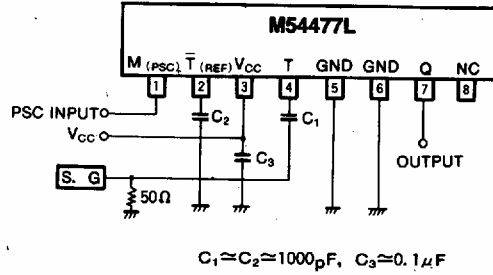 M54477L
M (PSC) T̅ (REF) VCC T GND GND Q NC
1 2 3 4 5 6 7 8
PSC INPUT
C2
C1
VCC
C3
OUTPUT
S. G
50Ω
C1≃C2≃1000pF, C3≃0.1μF